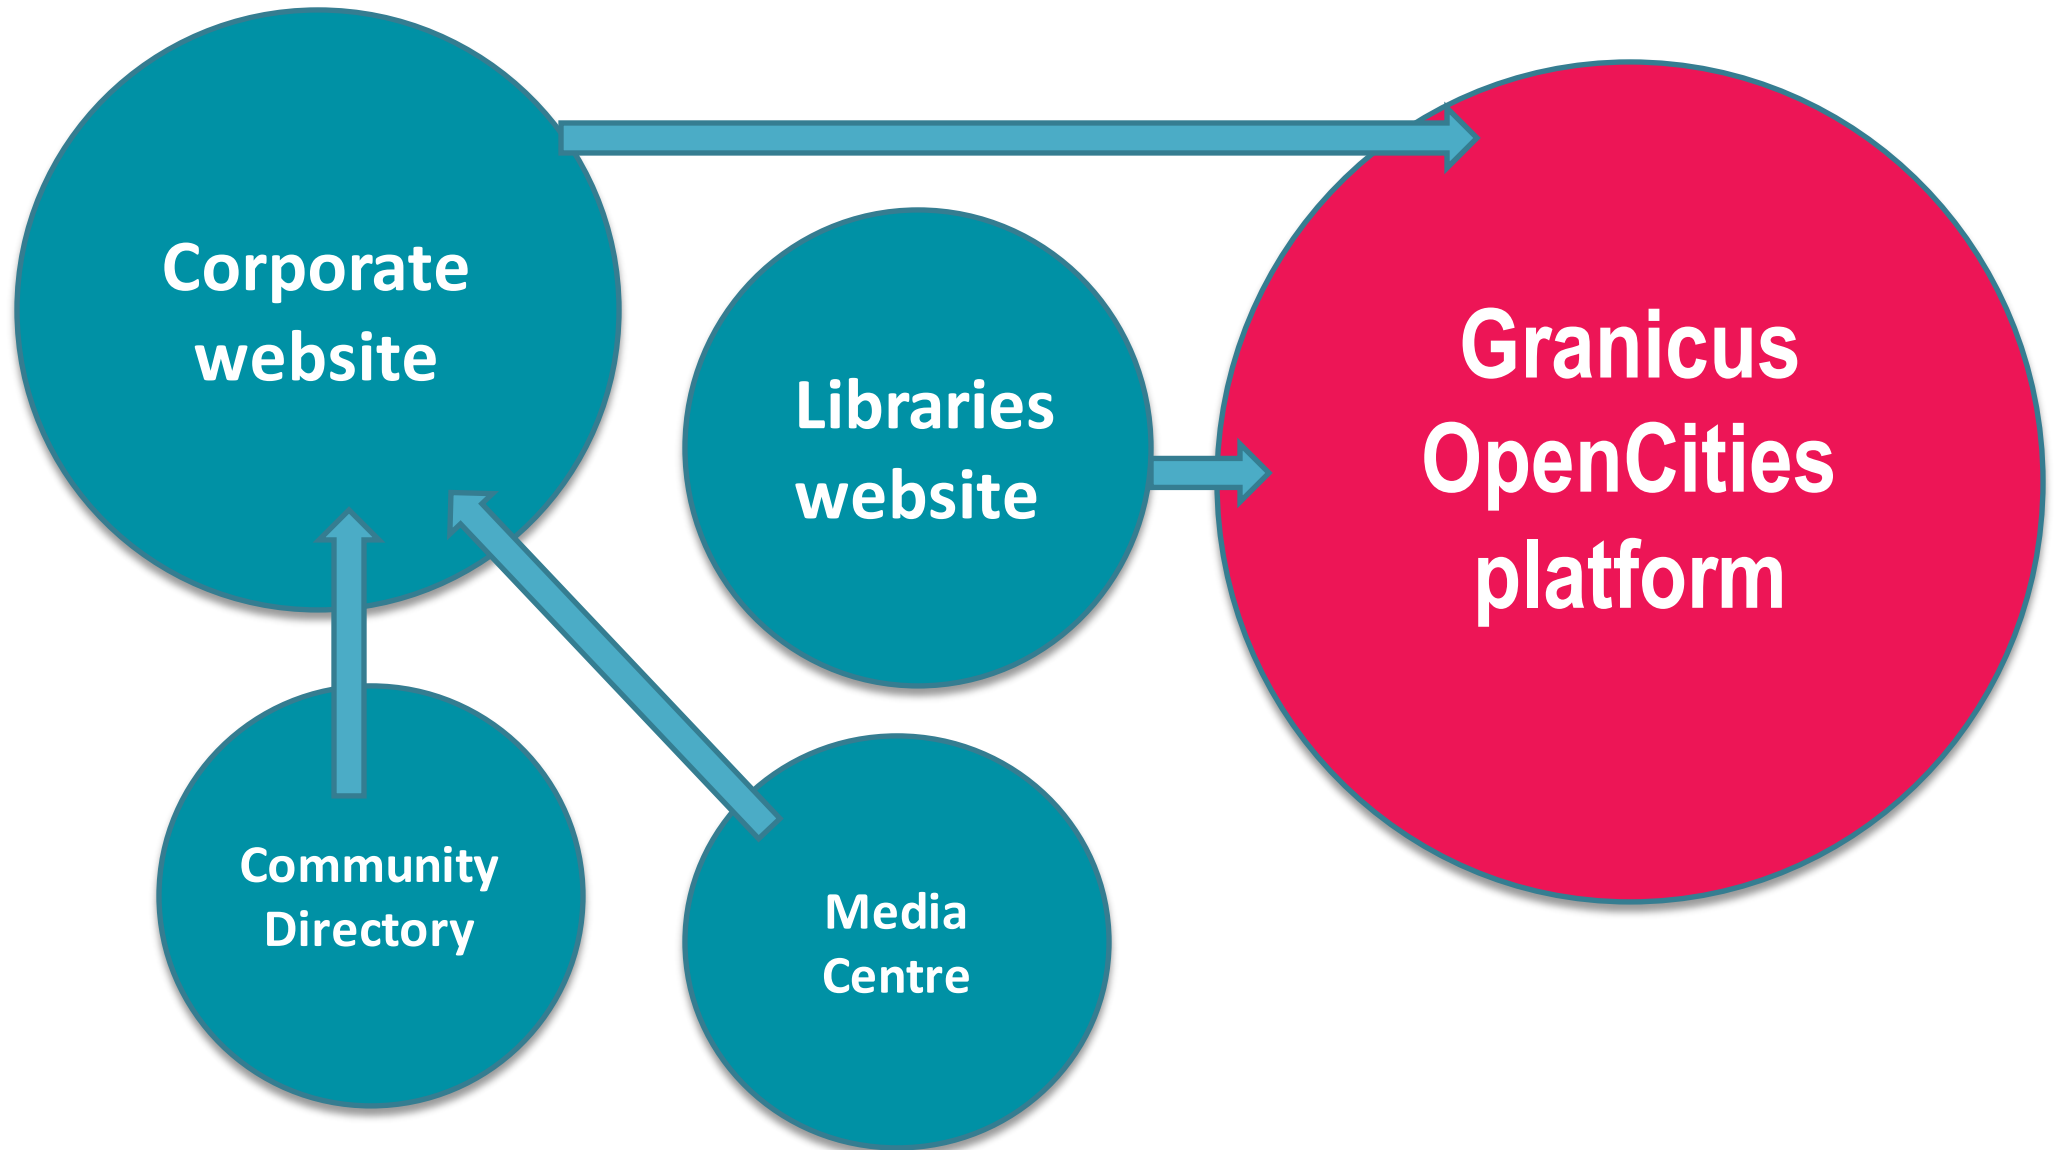 Corporate
website
Libraries
website
Granicus
OpenCities
platform
Community
Directory
Media
Centre